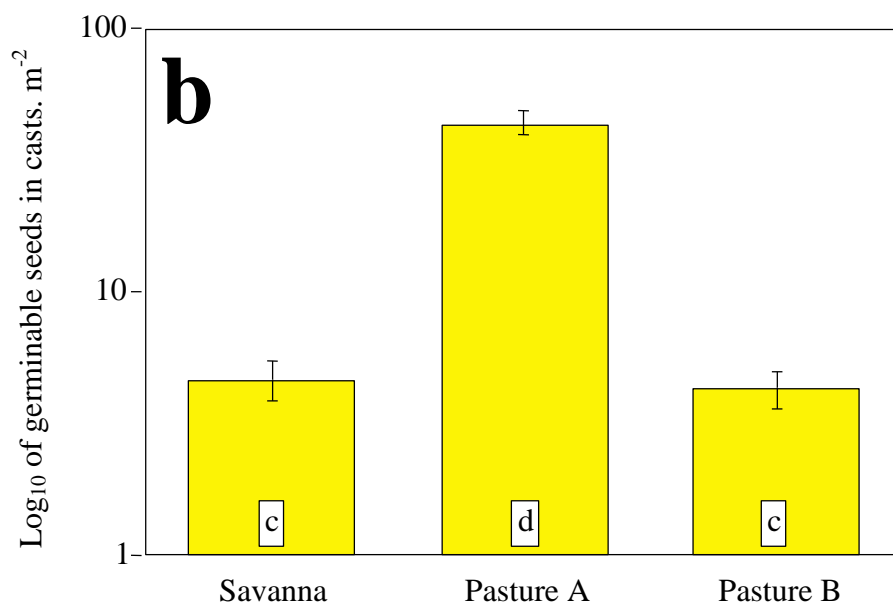 100
b
Log₁₀ of germinable seeds in casts. m⁻²
10
1
c
d
c
Savanna
Pasture A
Pasture B